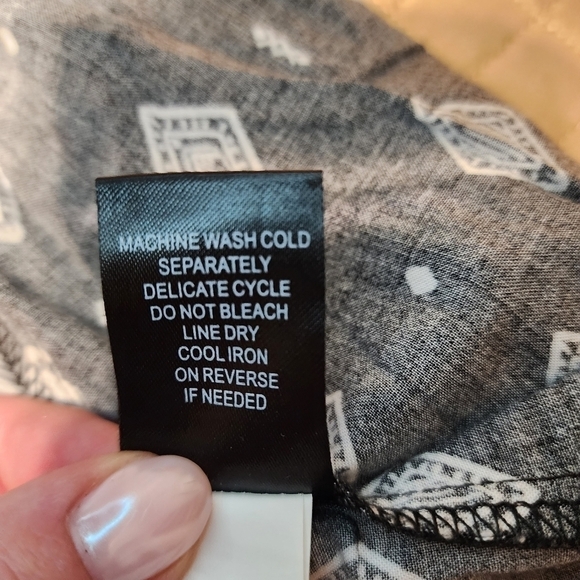 MACHINE WASH COLD
SEPARATELY
DELICATE CYCLE
DO NOT BLEACH
LINE DRY
COOL IRON
ON REVERSE
IF NEEDED